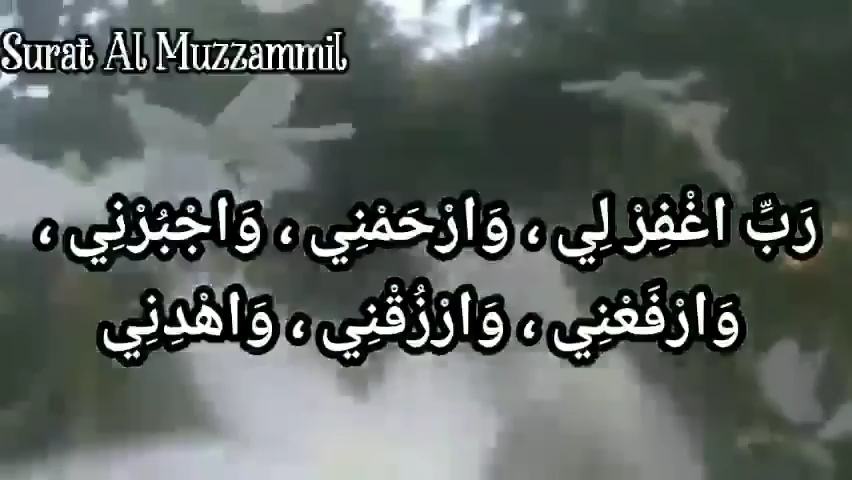 Surat Al Muzzammil
رَبِّ اغْفِرْ لِي ، وَارْحَمْنِي ، وَاجْبُرْنِي ،
وَارْفَعْنِي ، وَارْزُقْنِي ، وَاهْدِنِي